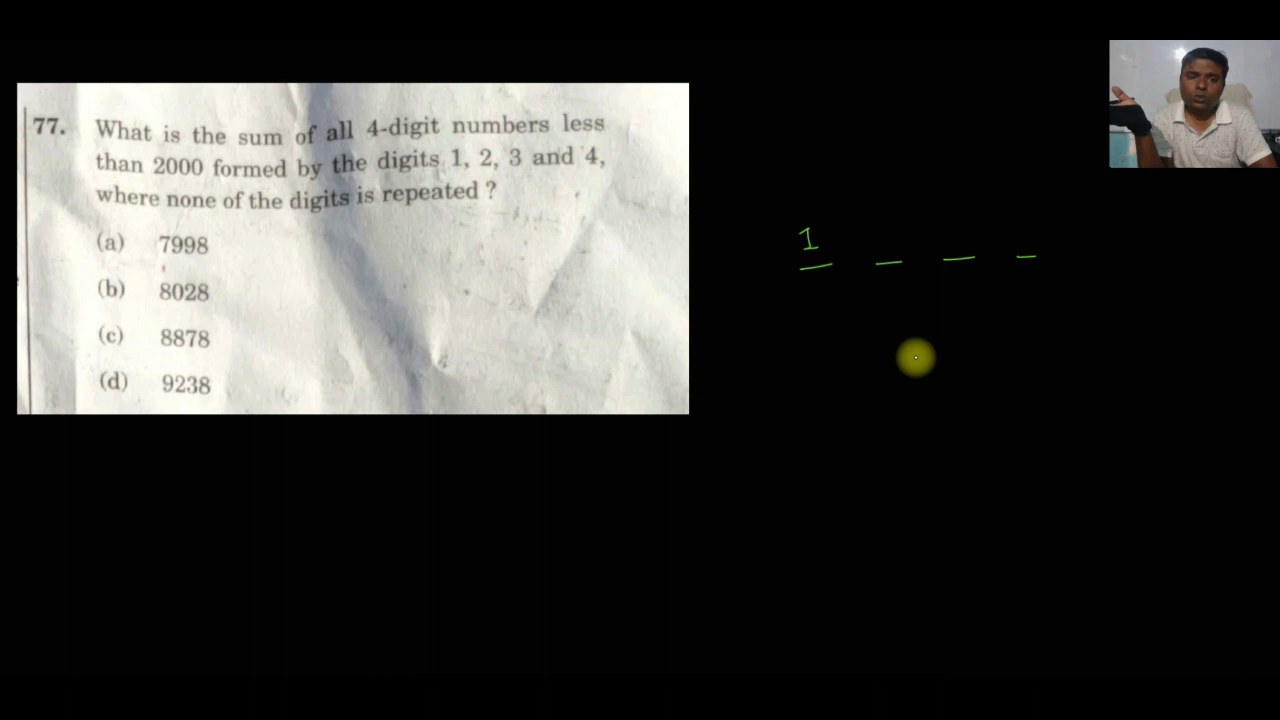 77. What is the sum of all 4-digit numbers less
than 2000 formed by the digits 1, 2, 3 and 4,
where none of the digits is repeated ?
(a) 7998
(b) 8028
(c) 8878
(d) 9238
1